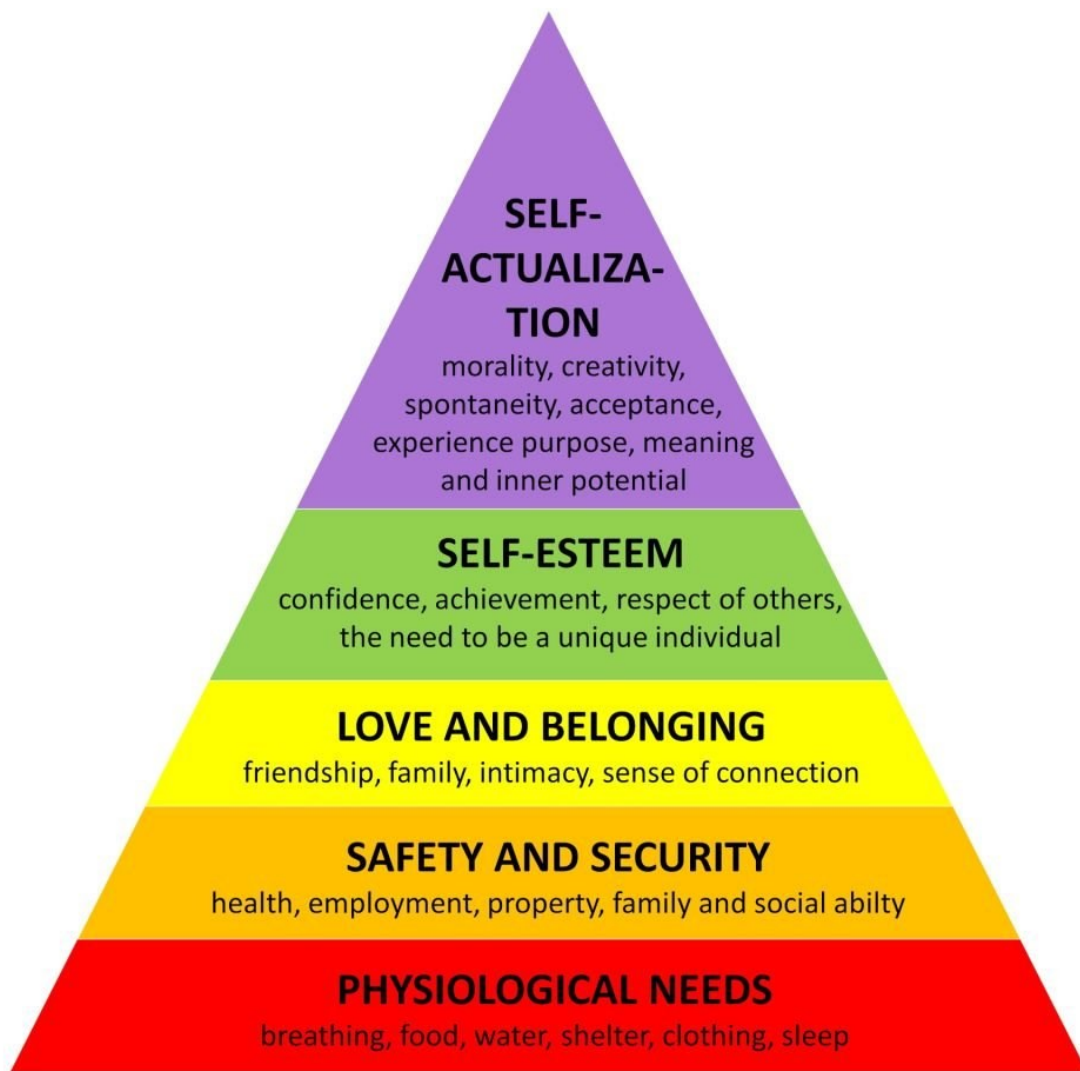 SELF-
ACTUALIZA-
TION
morality, creativity,
spontaneity, acceptance,
experience purpose, meaning
and inner potential
SELF-ESTEEM
confidence, achievement, respect of others,
the need to be a unique individual
LOVE AND BELONGING
friendship, family, intimacy, sense of connection
SAFETY AND SECURITY
health, employment, property, family and social abilty
PHYSIOLOGICAL NEEDS
breathing, food, water, shelter, clothing, sleep